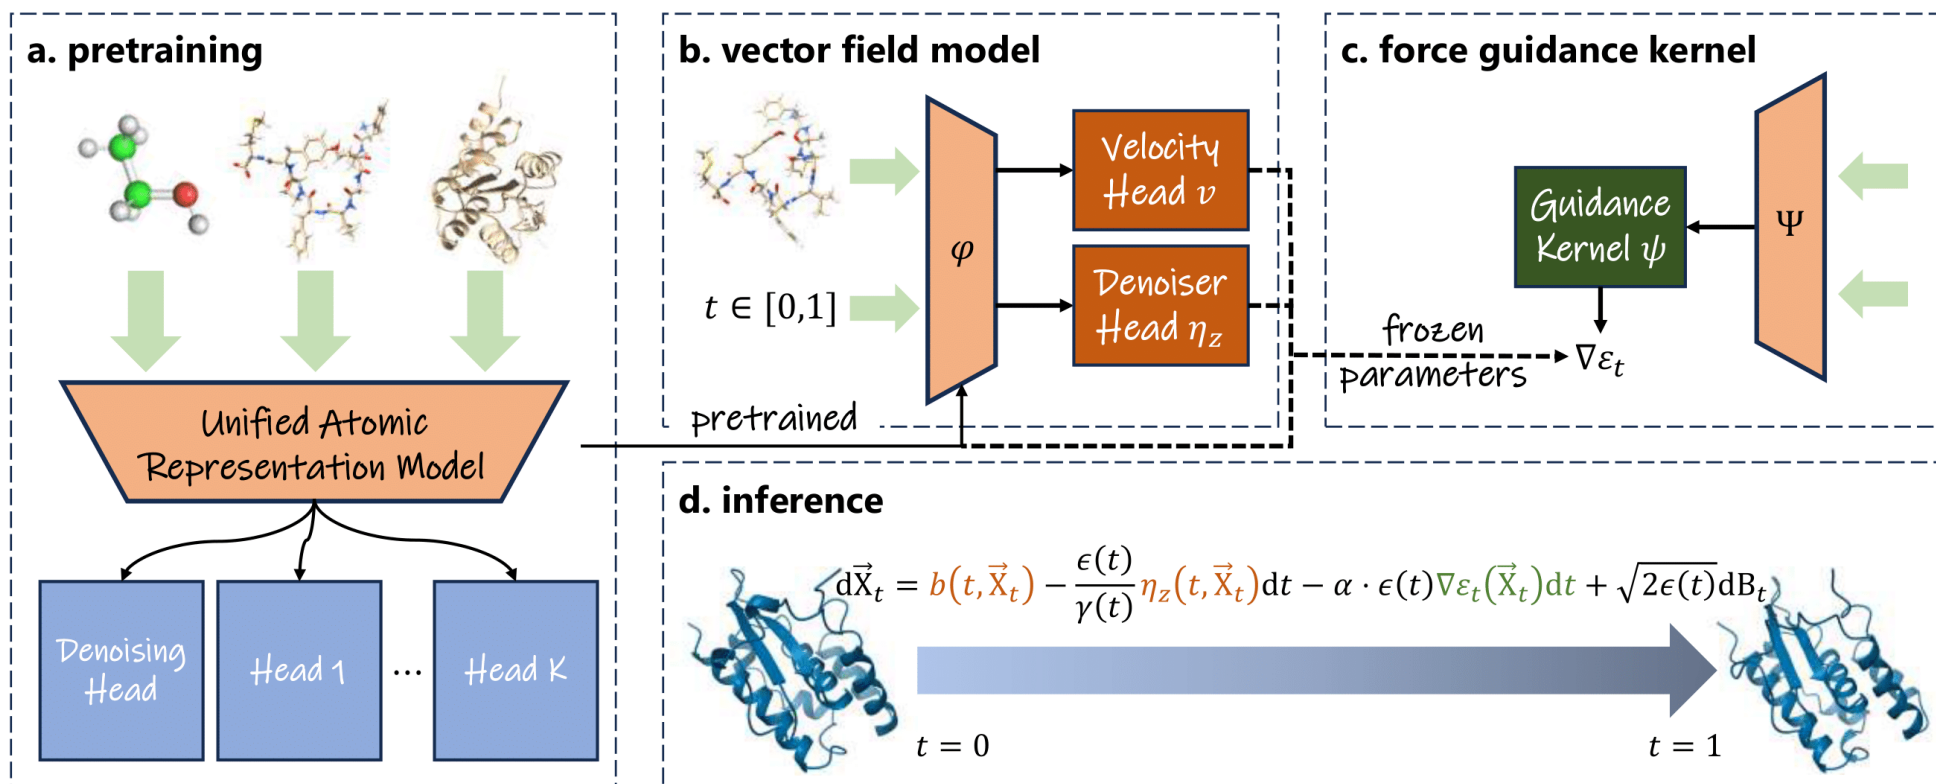 a. pretraining
Unified Atomic
Representation Model
Denoising
Head
Head 1
...
Head K
b. vector field model
t ∈ [0,1]
φ
Velocity
Head v
Denoiser
Head η_z
pretrained
c. force guidance kernel
Guidance
Kernel ψ
Ψ
frozen
parameters
∇ε_t
d. inference
dX⃗_t = b(t, X⃗_t) − ϵ(t)/γ(t) η_z(t, X⃗_t)dt − α · ϵ(t)∇ε_t(X⃗_t)dt + √2ϵ(t)dB_t
t = 0
t = 1